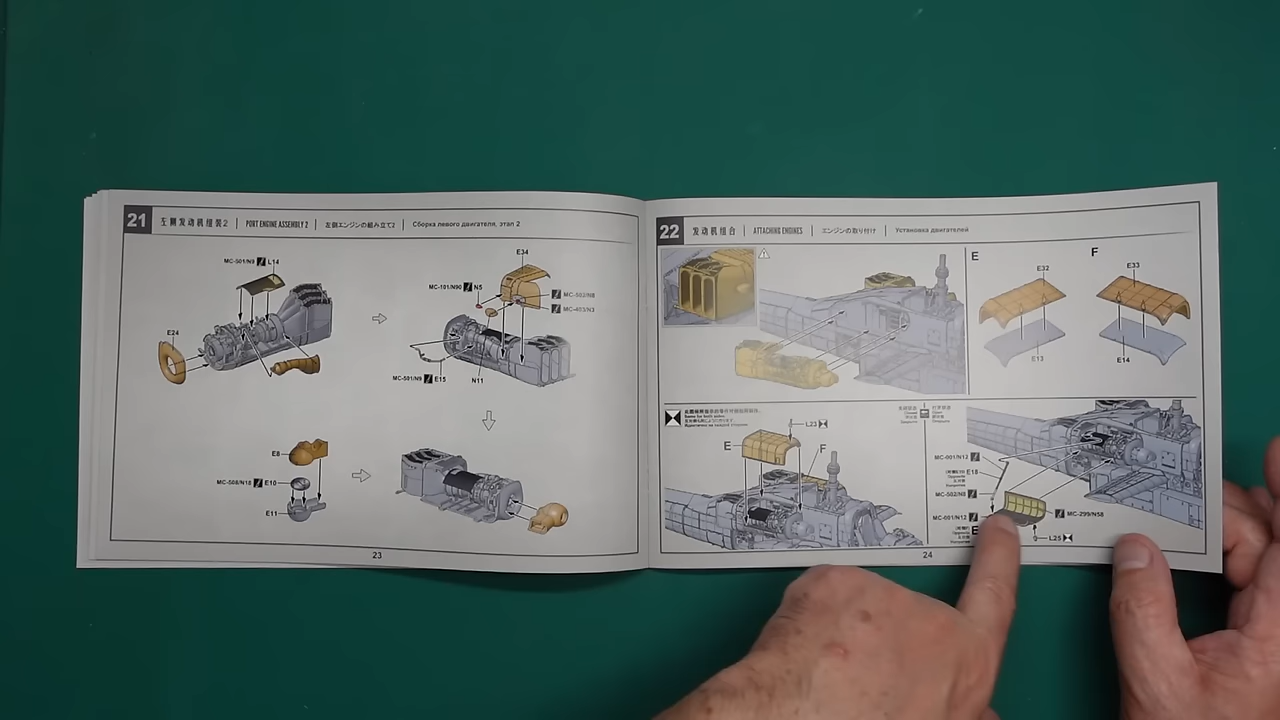 21 左侧发动机组装2 | PORT ENGINE ASSEMBLY 2 | 左側エンジンの組み立て2 | Сборка левого двигателя, этап 2
MC-501/N9 L14
E24
E34
MC-101/N90 N5
MC-502/N8
MC-403/N3
MC-501/N9 E15
N11
E8
MC-508/N18 E10
E11
23
22 发动机组合 | ATTACHING ENGINES | エンジンの取り付け | Установка двигателей
E
E32
E13
F
E33
E14
Same for both sides.
E
L23
F
MC-001/N12
E18
MC-502/N8
MC-001/N12
E
MC-299/N58
L25
24